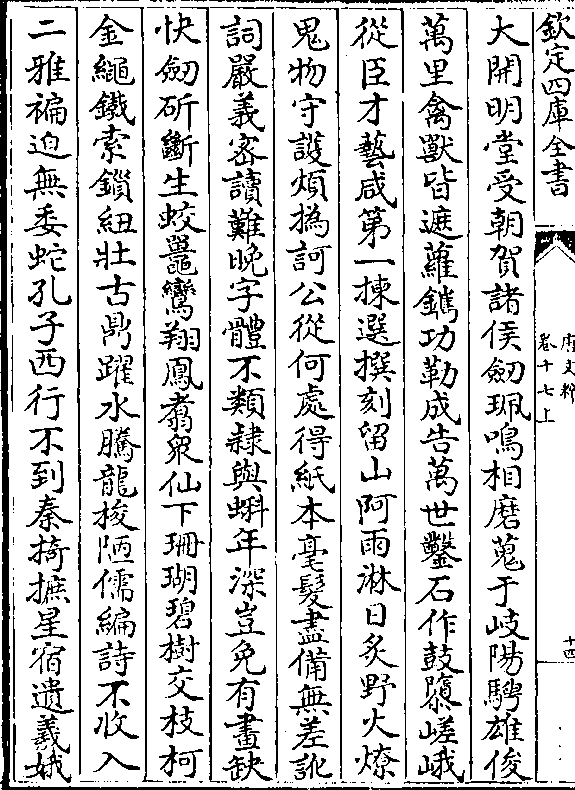 欽定四庫全書
唐文粹
卷十七上
十四
大開明堂受朝賀諸侯劒珮鳴相磨蒐于岐陽騁雄俊
萬里禽獸皆遮羅鐫功勒成告萬世鑿石作鼓隳嵯峨
從臣才藝咸第一揀選撰刻留山阿雨淋日炙野火燎
鬼物守護煩撝訶公從何處得紙本毫髮盡備無差訛
詞嚴義密讀難曉字體不類隸與蝌年深豈免有畫缺
快劒斫斷生蛟鼉鸞翔鳳翥衆仙下珊瑚碧樹交枝柯
金繩鐵索鎖紐壯古鼎躍水騰龍梭陋儒編詩不收入
二雅褊迫無委蛇孔子西行不到秦掎摭星宿遺羲娥